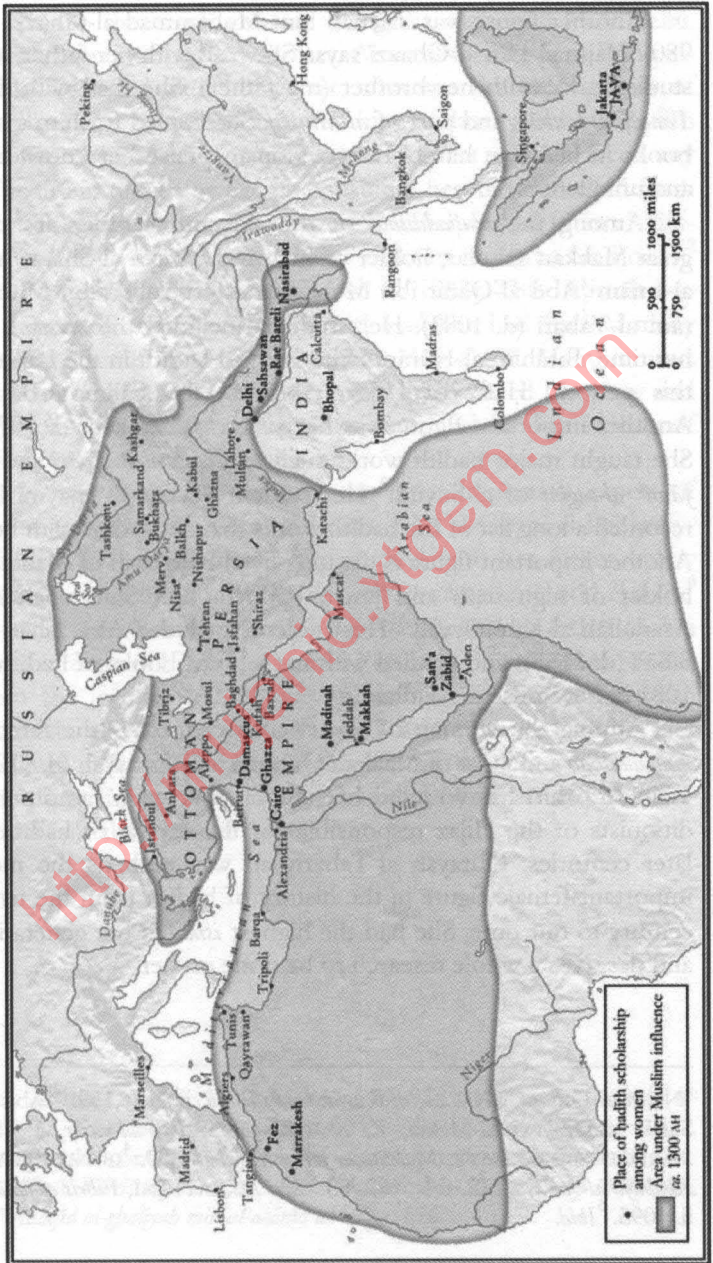 RUSSIAN EMPIRE
Danube
Black Sea
Caspian Sea
Aral Sea
Syr Darya
Amu Darya
Tashkent
Kashgar
Peking
Marseilles
Madrid
Lisbon
Istanbul
Ankara
Tibriz
Merv
Samarkand
Bukhara
Nisa
Balkh
Kabul
Nishapur
Ghazna
Yangtze
OTTOMAN
EMPIRE
Aleppo
Mosul
Tehran
Isfahan
PERSIA
Lahore
Multan
Indus
Tangier
Algiers
Tunis
Qayrawan
Mediterranean Sea
Beirut
Damascus
Baghdad
Kufah
Basrah
Shiraz
Delhi
Sahsawan
Rae Bareli
Nasirabad
Irrawaddy
Mekong
Hong Kong
Fez
Marrakesh
Tripoli
Barqa
Alexandria
Cairo
Ghazza
Karachi
INDIA
Bhopal
Calcutta
Madinah
Jeddah
Makkah
Muscat
Bombay
Rangoon
Bangkok
Saigon
Nile
Arabian Sea
San'a
Zabid
Aden
Madras
Colombo
Niger
Indian Ocean
Singapore
Jakarta
JAVA
Place of hadith scholarship
among women
Area under Muslim influence
ca. 1300 AH
0 500 1000 miles
0 750 1500 km
http://mujahid.xtgem.com